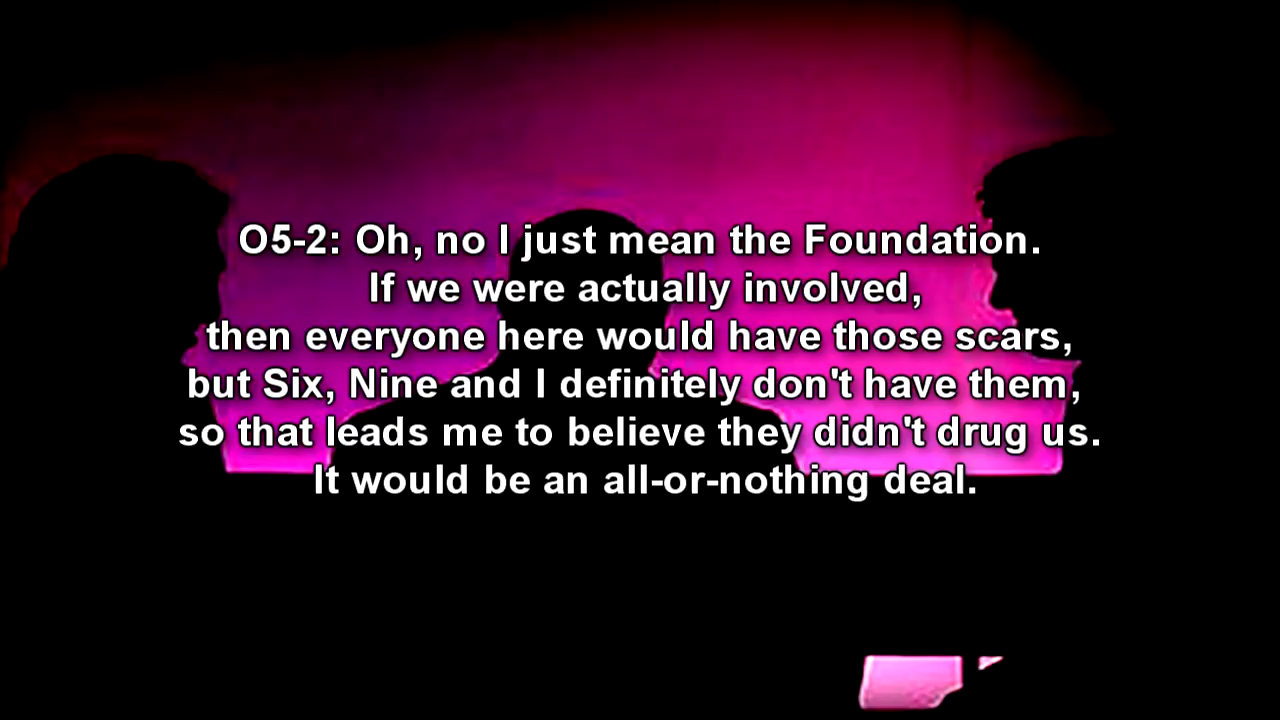 O5-2: Oh, no I just mean the Foundation.
If we were actually involved,
then everyone here would have those scars,
but Six, Nine and I definitely don't have them,
so that leads me to believe they didn't drug us.
It would be an all-or-nothing deal.